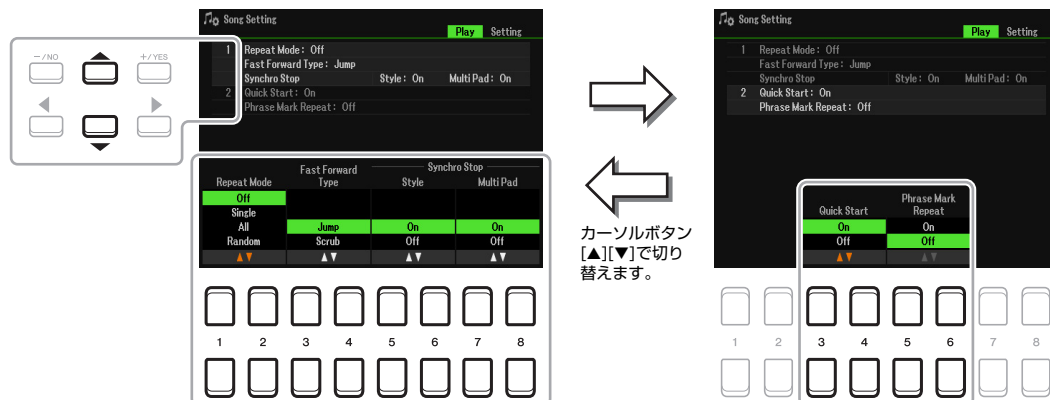 Song Setting
Play Setting
1 Repeat Mode: Off
Fast Forward Type: Jump
Synchro Stop Style: On Multi Pad: On
2 Quick Start: On
Phrase Mark Repeat: Off
-/NO +/YES
Synchro Stop
Repeat Mode Fast Forward Type Style Multi Pad
Off
Single
All Jump On On
Random Scrub Off Off
1 2 3 4 5 6 7 8
カーソルボタン
[▲][▼]で切り
替えます。
Song Setting
Play Setting
1 Repeat Mode: Off
Fast Forward Type: Jump
Synchro Stop Style: On Multi Pad: On
2 Quick Start: On
Phrase Mark Repeat: Off
Quick Start Phrase Mark Repeat
On On
Off Off
1 2 3 4 5 6 7 8